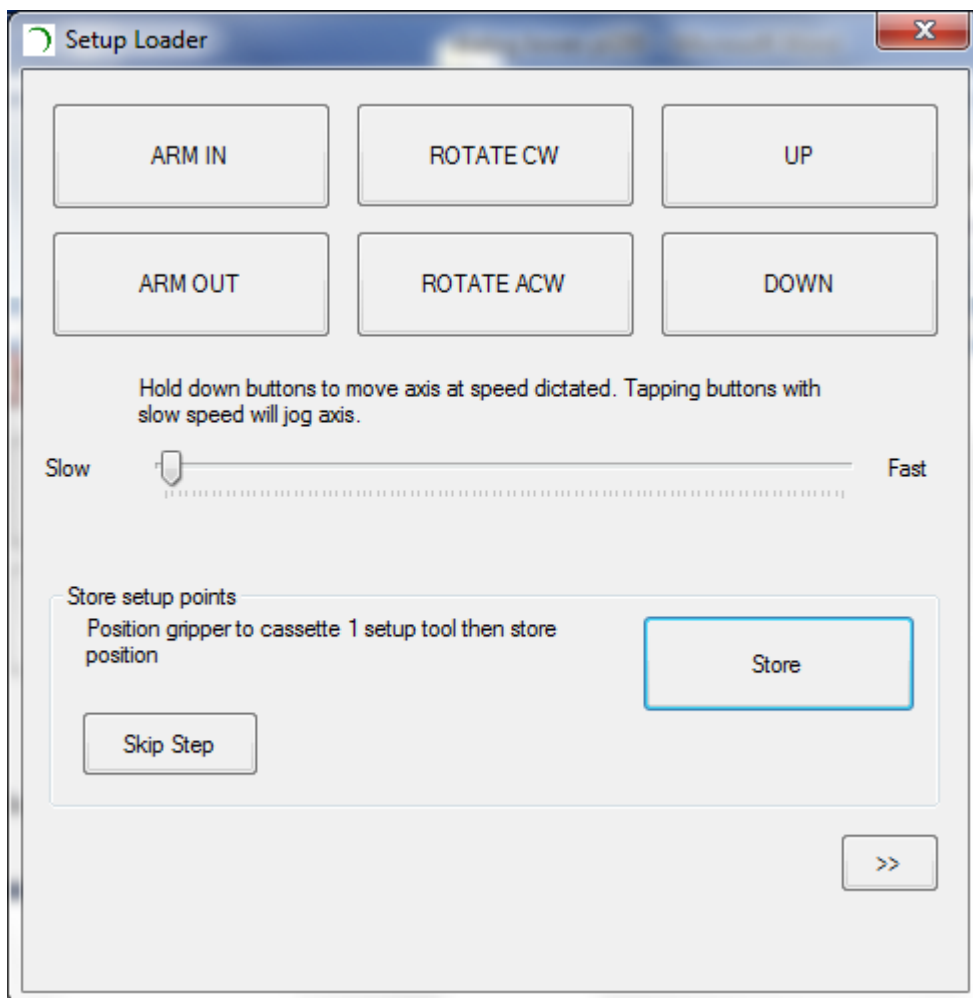 Setup Loader
ARM IN
ROTATE CW
UP
ARM OUT
ROTATE ACW
DOWN
Hold down buttons to move axis at speed dictated. Tapping buttons with
slow speed will jog axis.
Slow
Fast
Store setup points
Position gripper to cassette 1 setup tool then store
position
Store
Skip Step
>>